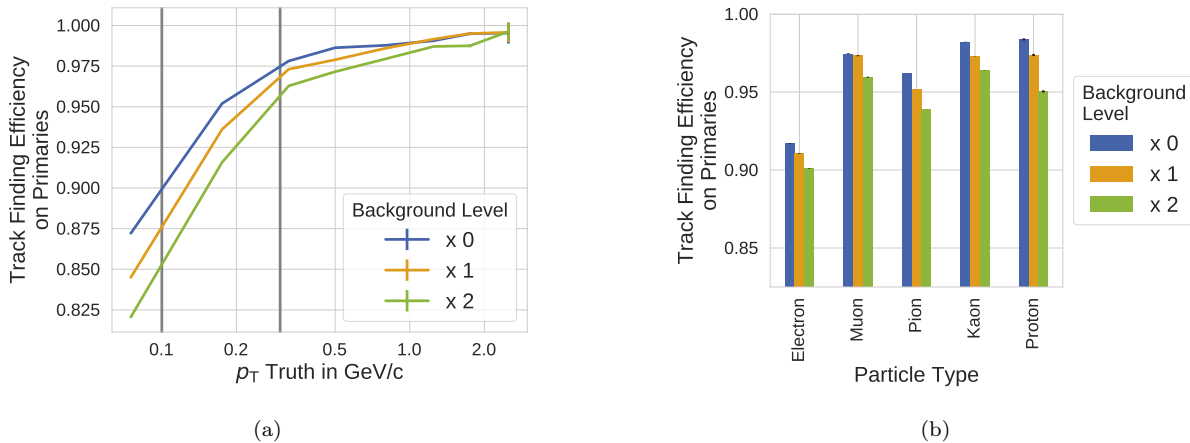 Track Finding Efficiency
on Primaries
1.000
0.975
0.950
0.925
0.900
0.875
0.850
0.825
Background Level
x 0
x 1
x 2
0.1
0.2
0.5
1.0
2.0
pT Truth in GeV/c
(a)
Track Finding Efficiency
on Primaries
1.00
0.95
0.90
0.85
Electron
Muon
Pion
Kaon
Proton
Particle Type
Background
Level
x 0
x 1
x 2
(b)